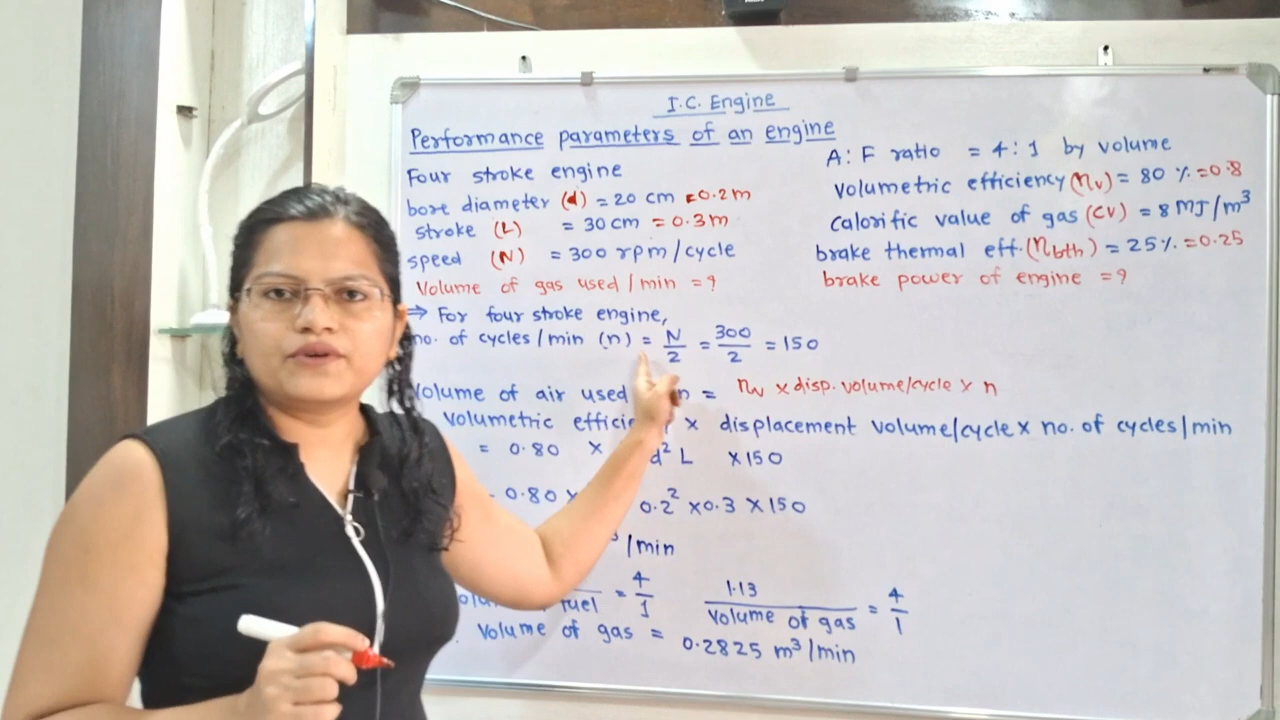 I.C. Engine
Performance parameters of an engine
Four stroke engine
bore diameter (d) = 20 cm = 0.2 m
stroke (L) = 30 cm = 0.3 m
speed (N) = 300 rpm/cycle
Volume of gas used / min = ?
A:F ratio = 4:1 by volume
volumetric efficiency (ηv) = 80 % = 0.8
calorific value of gas (CV) = 8 MJ/m³
brake thermal eff. (ηbth) = 25 % = 0.25
brake power of engine = ?
⇒ For four stroke engine,
no. of cycles / min (n) = N/2 = 300/2 = 150
Volume of air used = ηv × disp. volume/cycle × n
Volumetric × displacement volume/cycle × no. of cycles / min
= 0.80 × d² L × 150
0.80 × 0.2² × 0.3 × 150
/min
fuel = 4/1
1.13 / Volume of gas = 4/1
Volume of gas = 0.2825 m³/min